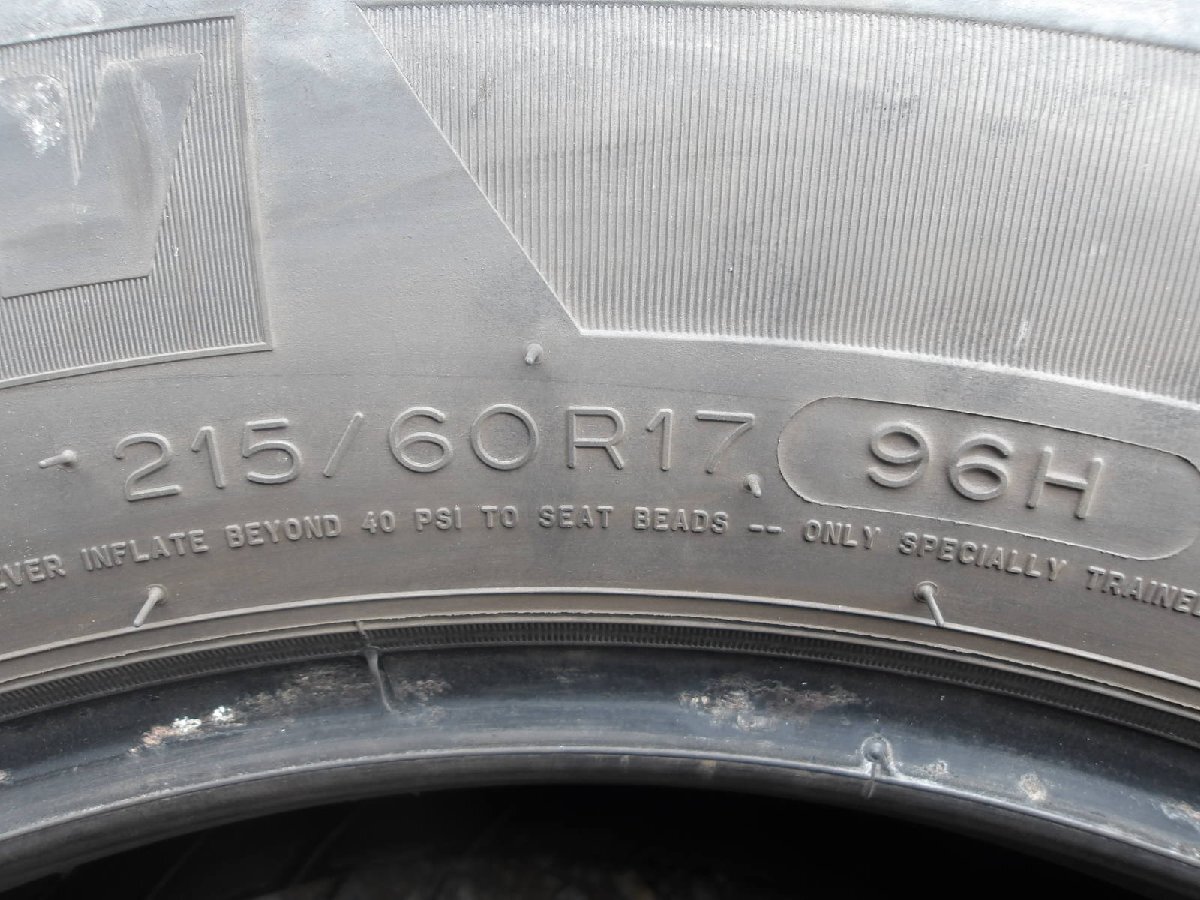 215/60R17 96H
INFLATE BEYOND 40 PSI TO SEAT BEADS -- ONLY SPECIALLY